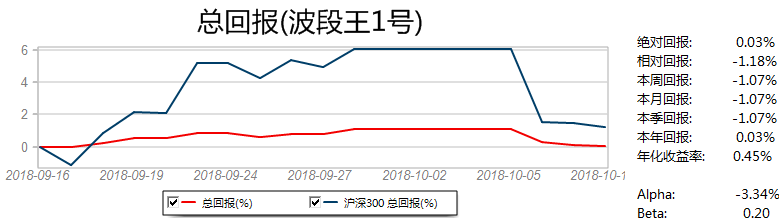 总回报(波段王1号)
6
4
2
0
2018-09-16 2018-09-19 2018-09-24 2018-09-27 2018-10-02 2018-10-05 2018-10-1
总回报(%) 沪深300 总回报(%)
绝对回报: 0.03%
相对回报: -1.18%
本周回报: -1.07%
本月回报: -1.07%
本季回报: -1.07%
本年回报: 0.03%
年化收益率: 0.45%
Alpha: -3.34%
Beta: 0.20